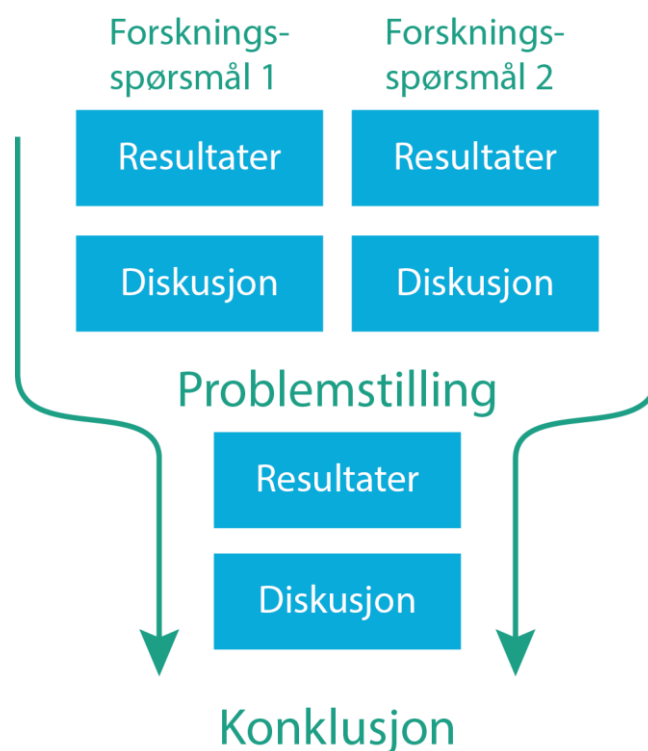 Forsknings-
spørsmål 1
Forsknings-
spørsmål 2
Resultater
Resultater
Diskusjon
Diskusjon
Problemstilling
Resultater
Diskusjon
Konklusjon